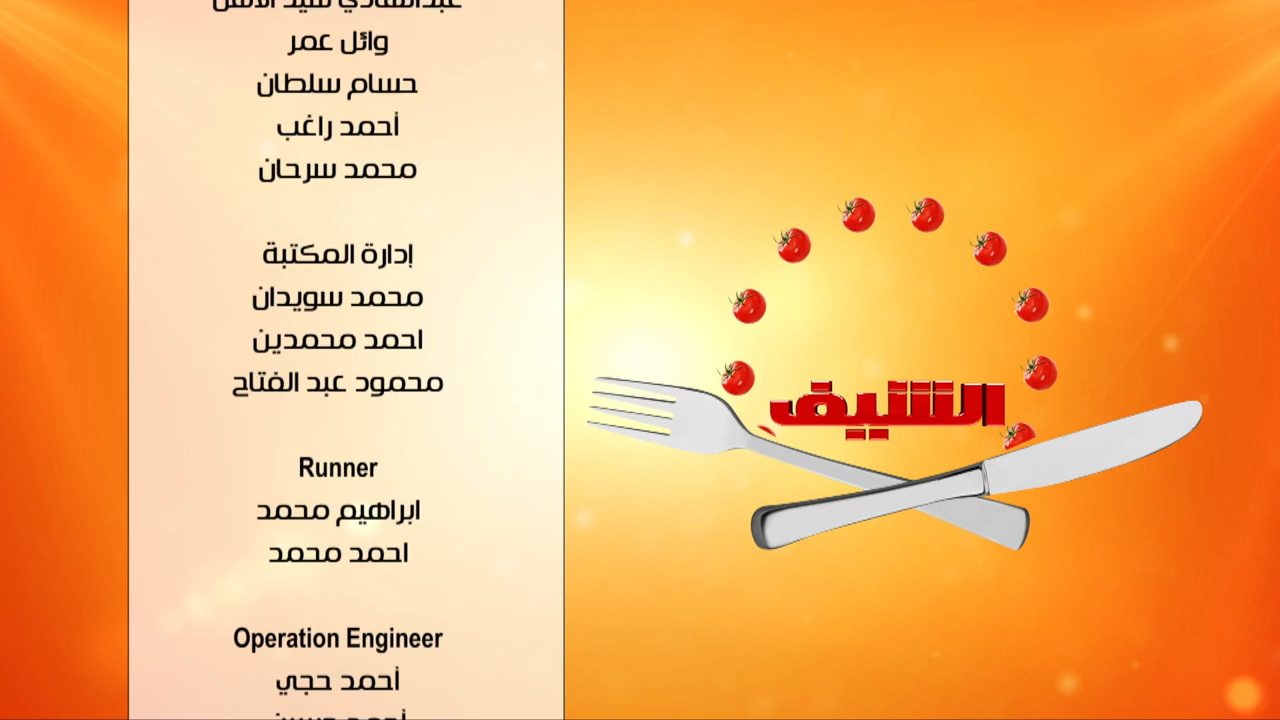 وائل عمر
حسام سلطان
أحمد راغب
محمد سرحان
إدارة المكتبة
محمد سويدان
احمد محمدين
محمود عبد الفتاح
Runner
ابراهيم محمد
احمد محمد
Operation Engineer
أحمد حجي
الشيف